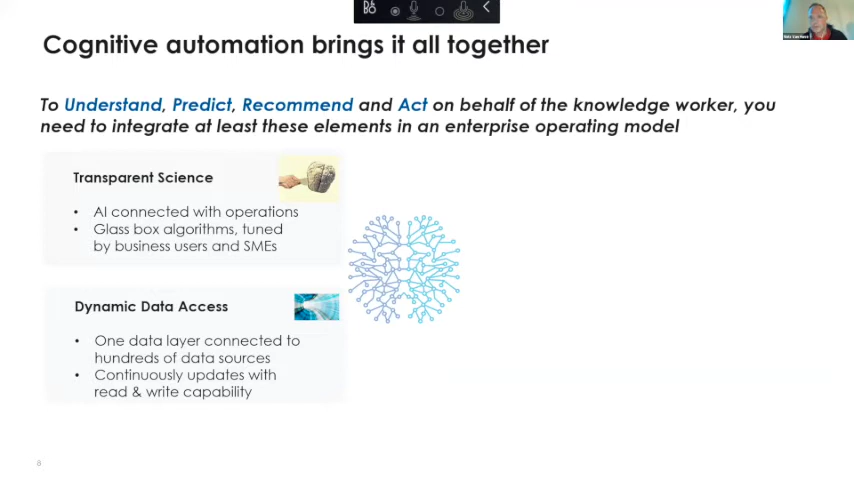 Cognitive automation brings it all together
To Understand, Predict, Recommend and Act on behalf of the knowledge worker, you
need to integrate at least these elements in an enterprise operating model
Transparent Science
• AI connected with operations
• Glass box algorithms, tuned
by business users and SMEs
Dynamic Data Access
• One data layer connected to
hundreds of data sources
• Continuously updates with
read & write capability
8